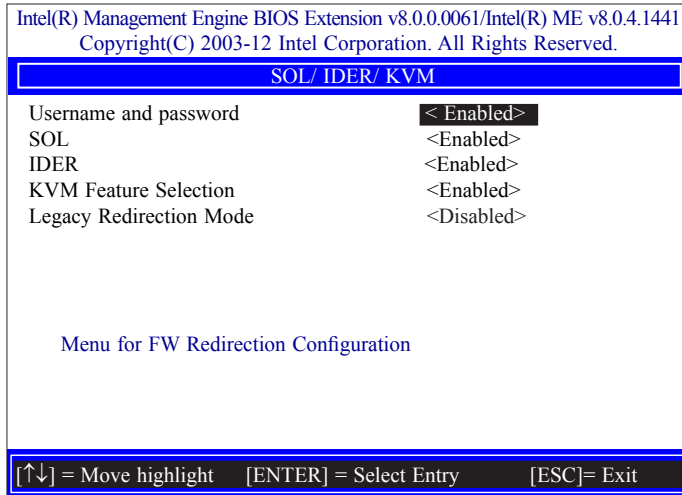 Intel(R) Management Engine BIOS Extension v8.0.0.0061/Intel(R) ME v8.0.4.1441
Copyright(C) 2003-12 Intel Corporation. All Rights Reserved.
SOL/ IDER/ KVM
Username and password < Enabled>
SOL <Enabled>
IDER <Enabled>
KVM Feature Selection <Enabled>
Legacy Redirection Mode <Disabled>
Menu for FW Redirection Configuration
[↑↓] = Move highlight [ENTER] = Select Entry [ESC]= Exit